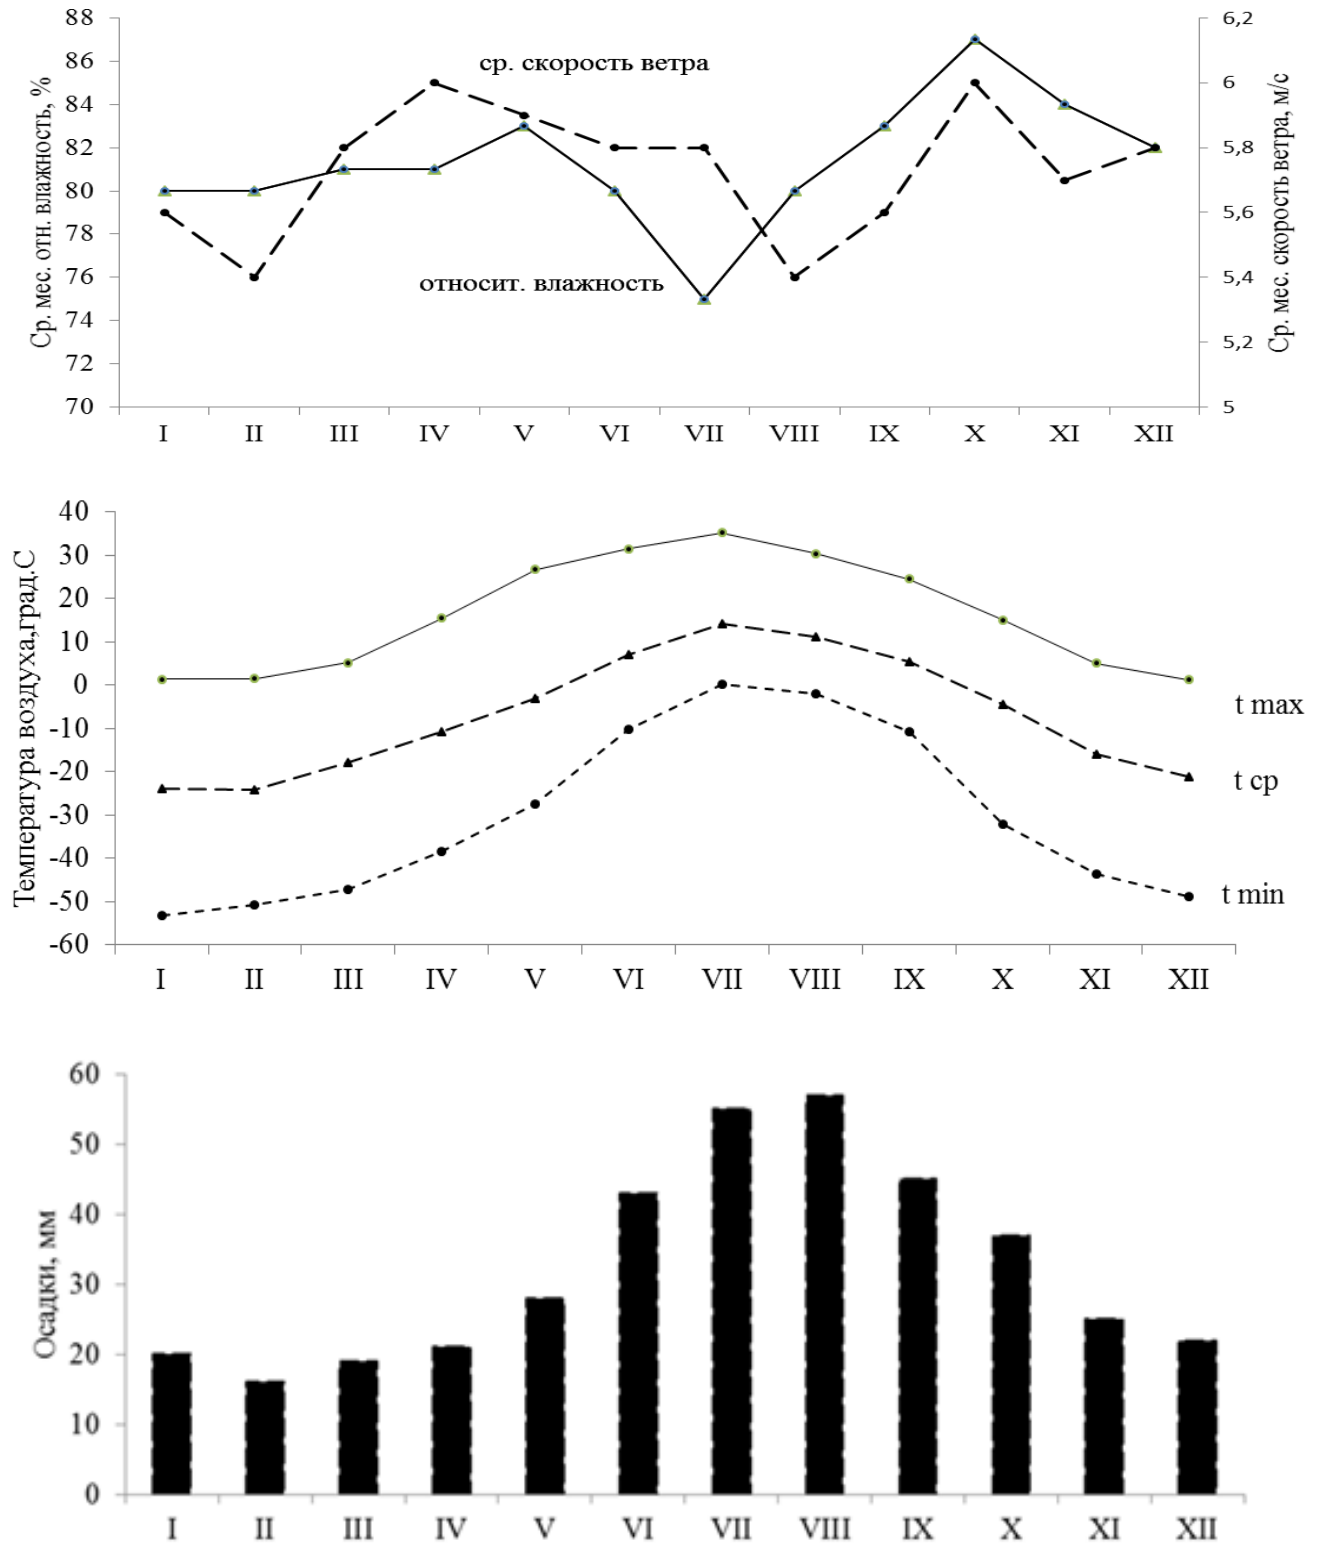 88
86
84
82
80
78
76
74
72
70
Ср. мес. отн. влажность, %
ср. скорость ветра
относит. влажность
6,2
6
5,8
5,6
5,4
5,2
5
Ср. мес. скорость ветра, м/с
I II III IV V VI VII VIII IX X XI XII
40
30
20
10
0
-10
-20
-30
-40
-50
-60
Температура воздуха,град.С
t max
t ср
t min
I II III IV V VI VII VIII IX X XI XII
60
50
40
30
20
10
0
Осадки, мм
I II III IV V VI VII VIII IX X XI XII